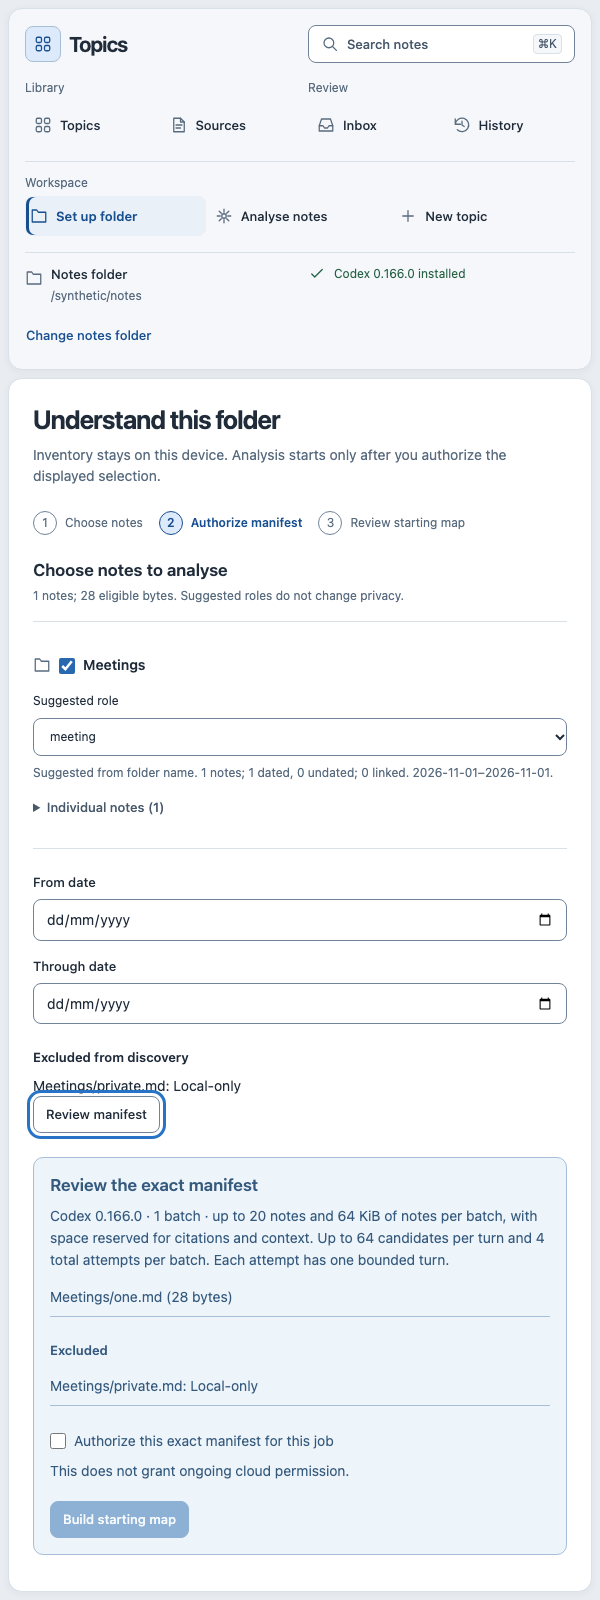 Topics
Search notes
⌘K
Library
Review
Topics
Sources
Inbox
History
Workspace
Set up folder
Analyse notes
New topic
Notes folder
/synthetic/notes
Codex 0.166.0 installed
Change notes folder
Understand this folder
Inventory stays on this device. Analysis starts only after you authorize the
displayed selection.
1 Choose notes
2 Authorize manifest
3 Review starting map
Choose notes to analyse
1 notes; 28 eligible bytes. Suggested roles do not change privacy.
Meetings
Suggested role
meeting
Suggested from folder name. 1 notes; 1 dated, 0 undated; 0 linked. 2026-11-01–2026-11-01.
Individual notes (1)
From date
dd/mm/yyyy
Through date
dd/mm/yyyy
Excluded from discovery
Meetings/private.md: Local-only
Review manifest
Review the exact manifest
Codex 0.166.0 · 1 batch · up to 20 notes and 64 KiB of notes per batch, with
space reserved for citations and context. Up to 64 candidates per turn and 4
total attempts per batch. Each attempt has one bounded turn.
Meetings/one.md (28 bytes)
Excluded
Meetings/private.md: Local-only
Authorize this exact manifest for this job
This does not grant ongoing cloud permission.
Build starting map